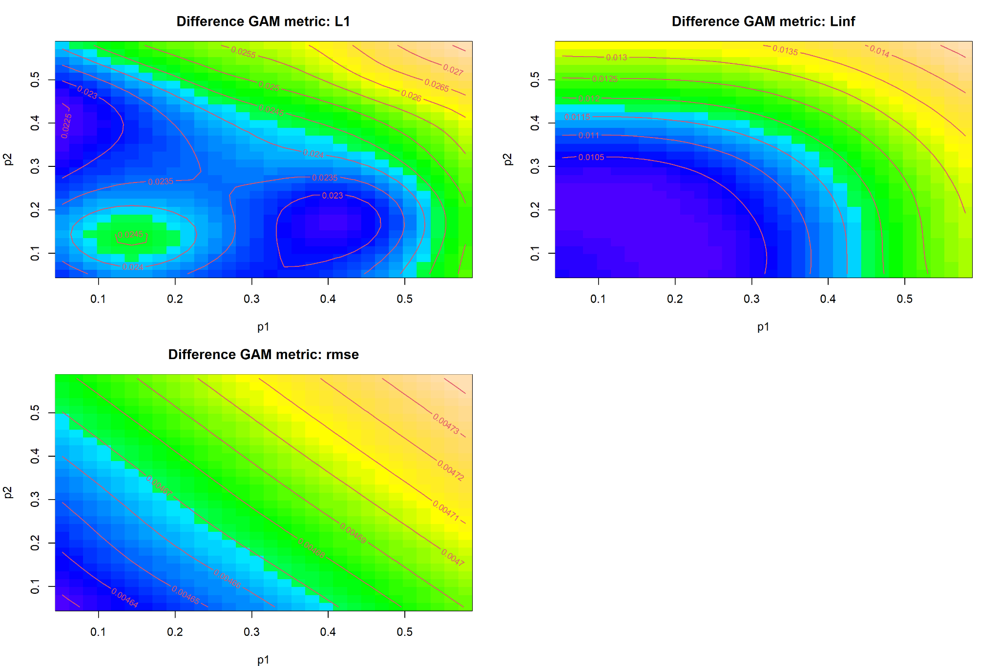 Difference GAM metric: L1
0.0255
0.027
0.0265
0.026
0.025
0.0245
0.023
0.0225
0.024
0.0235
0.0235
0.023
0.0245
0.024
0.1 0.2 0.3 0.4 0.5
p2
0.1 0.2 0.3 0.4 0.5
p1
Difference GAM metric: Linf
0.0135
0.014
0.013
0.0125
0.012
0.0115
0.011
0.0105
0.1 0.2 0.3 0.4 0.5
p2
0.1 0.2 0.3 0.4 0.5
p1
Difference GAM metric: rmse
0.00473
0.00472
0.00471
0.0047
0.00469
0.00468
0.00467
0.00466
0.00465
0.00464
0.1 0.2 0.3 0.4 0.5
p2
0.1 0.2 0.3 0.4 0.5
p1